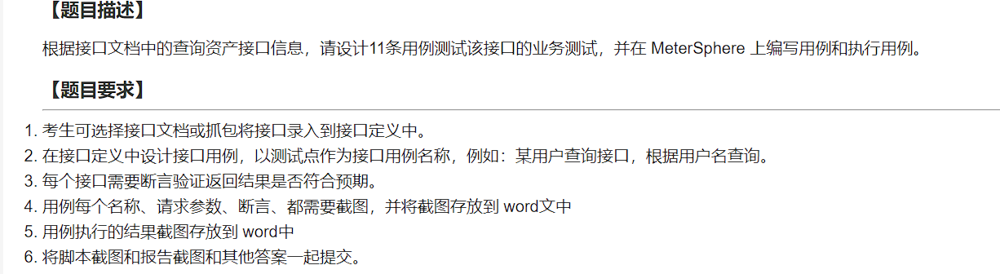 【题目描述】
根据接口文档中的查询资产接口信息，请设计11条用例测试该接口的业务测试，并在 MeterSphere 上编写用例和执行用例。
【题目要求】
1. 考生可选择接口文档或抓包将接口录入到接口定义中。
2. 在接口定义中设计接口用例，以测试点作为接口用例名称，例如：某用户查询接口，根据用户名查询。
3. 每个接口需要断言验证返回结果是否符合预期。
4. 用例每个名称、请求参数、断言、都需要截图，并将截图存放到 word文中
5. 用例执行的结果截图存放到 word中
6. 将脚本截图和报告截图和其他答案一起提交。